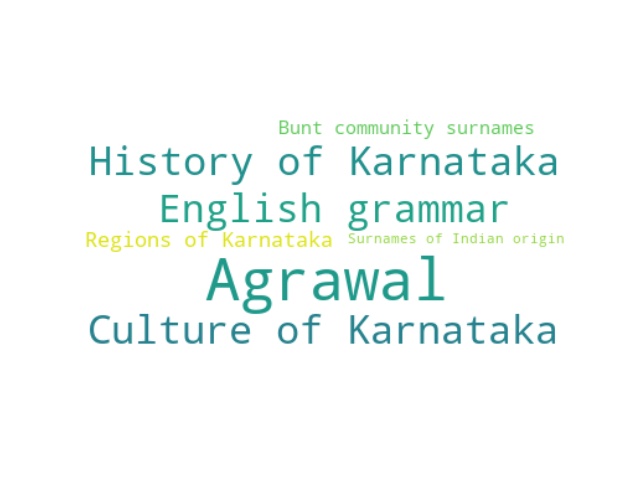 Bunt community surnames
History of Karnataka
English grammar
Regions of Karnataka
Surnames of Indian origin
Agrawal
Culture of Karnataka